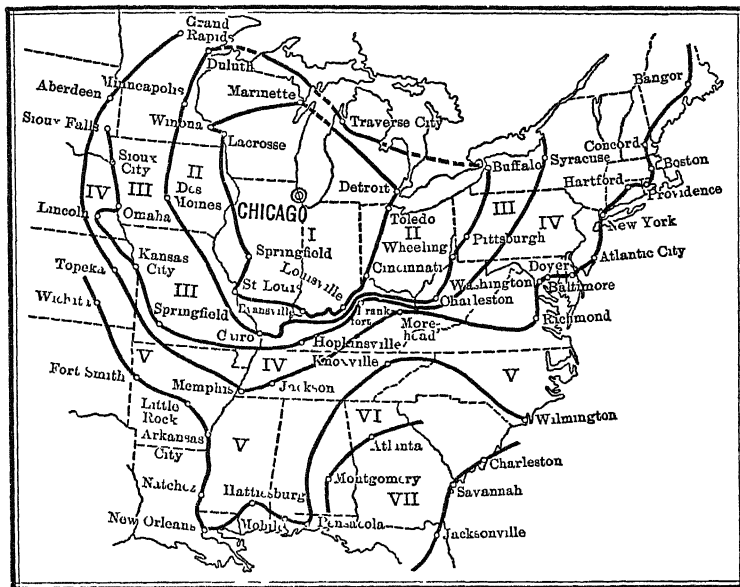 Grand
Rapids
Duluth
Bangor
Minneapolis
Aberdeen
Marinette
Traverse City
Sioux Falls
Winona
Lacrosse
Concord
Buffalo
Syracuse
Boston
Sioux
City
II
Detroit
Hartford
Providence
IV
III
Des
Moines
CHICAGO
III
IV
Lincoln
Omaha
Toledo
New York
I
II
Wheeling
Pittsburgh
Kansas
City
Springfield
Louisville
Cincinnati
Atlantic City
Topeka
Washington
Dover
Baltimore
St Louis
Wichita
III
Springfield
Evansville
Frank
fort
Charleston
More-
head
Richmond
Cairo
Hopkinsville
V
IV
Knoxville
V
Fort Smith
Memphis
Jackson
Little
Rock
VI
Wilmington
Arkansas
City
V
Atlanta
Charleston
Natchez
Hattiesburg
Montgomery
VII
Savannah
New Orleans
Mobile
Pensacola
Jacksonville